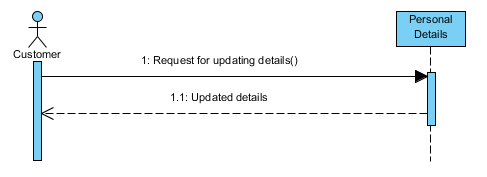 Personal
Details
Customer
1: Request for updating details()
1.1: Updated details